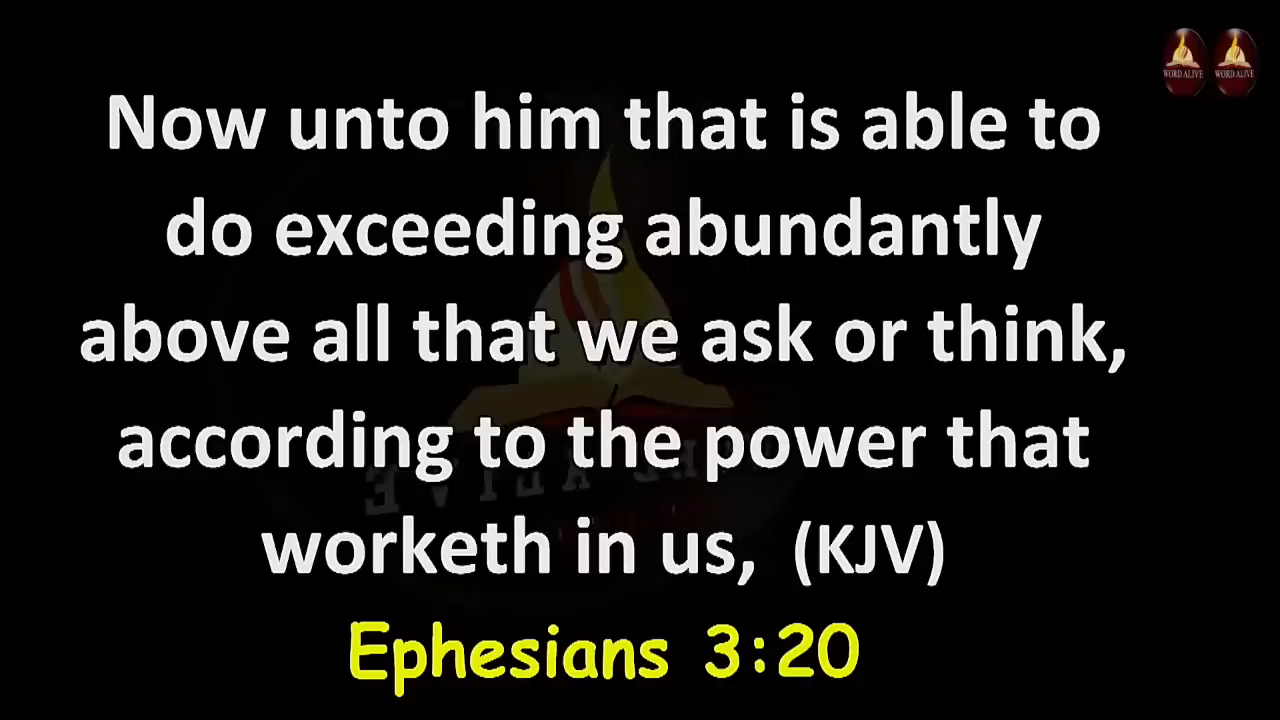 WORD ALIVE WORD ALIVE
Now unto him that is able to
do exceeding abundantly
above all that we ask or think,
according to the power that
worketh in us, (KJV)
Ephesians 3:20